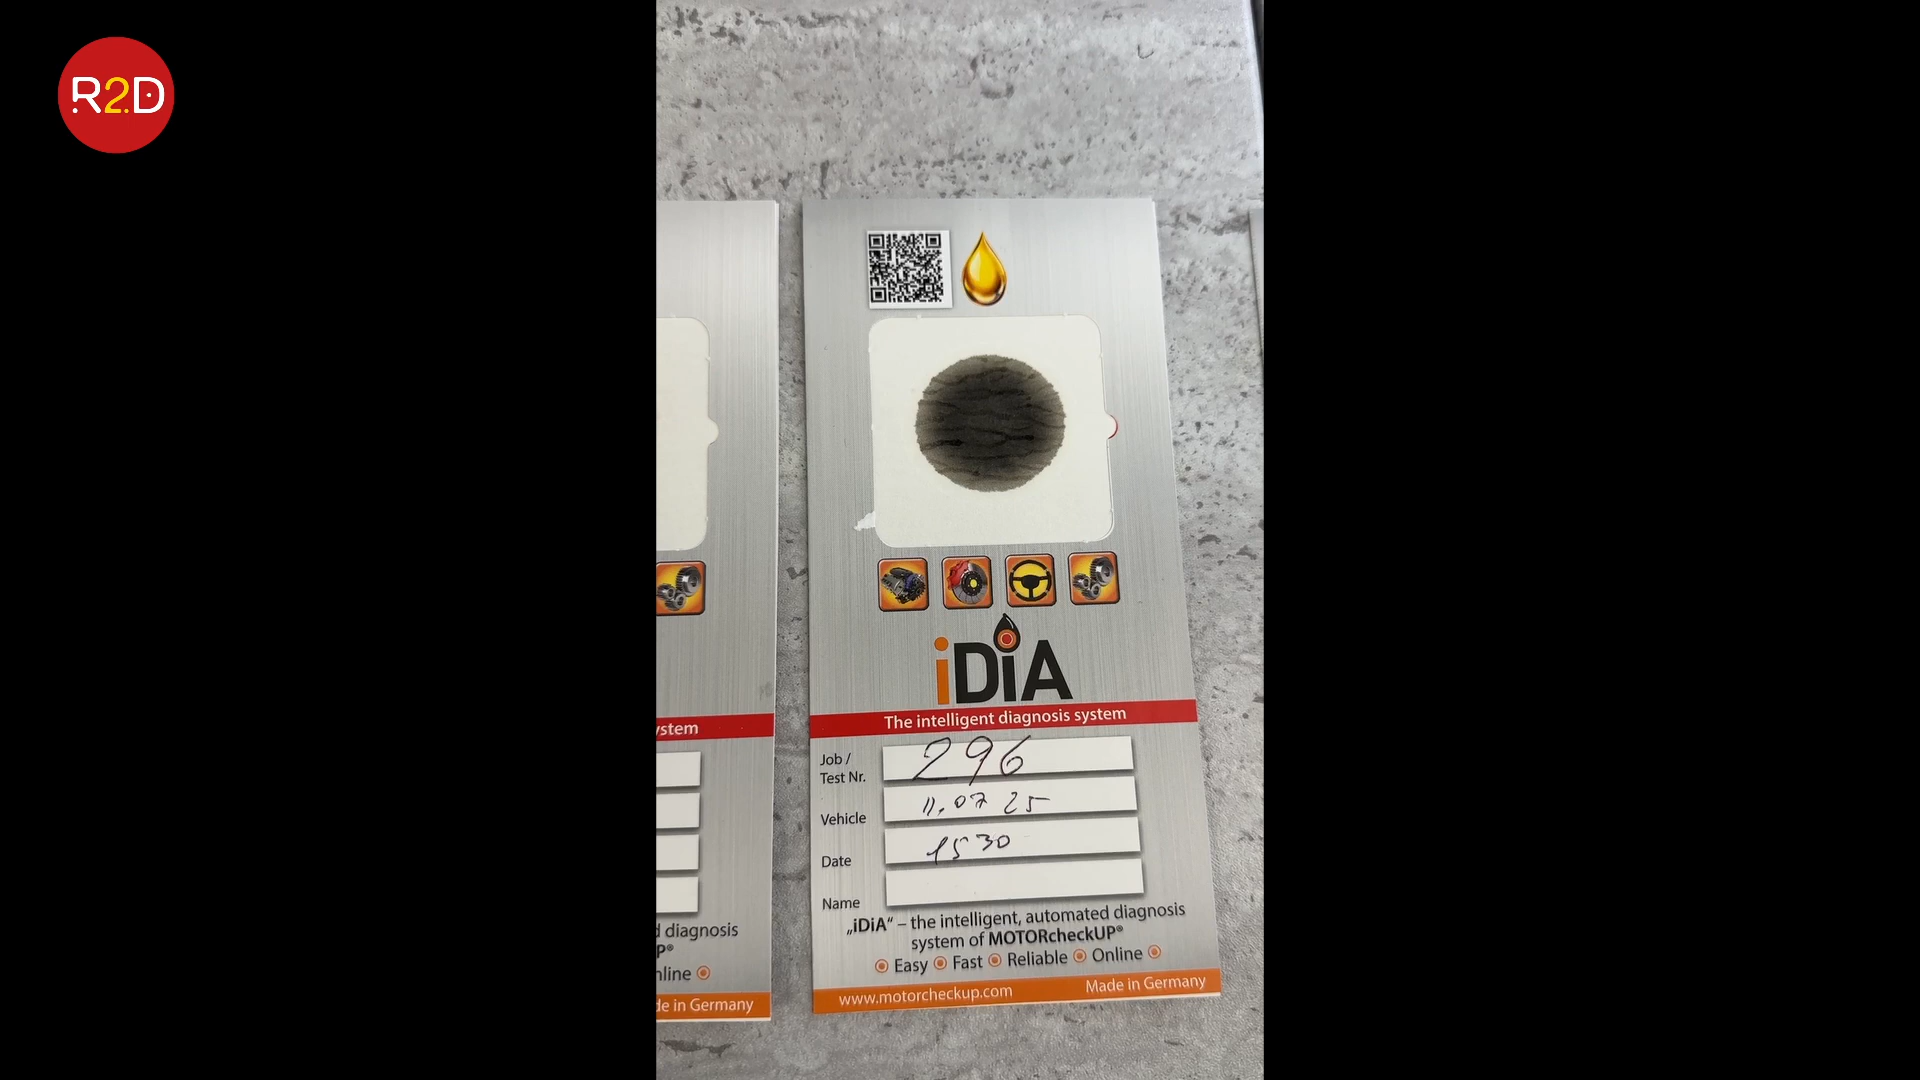 R2D
iDiA
The intelligent diagnosis system
Job /
Test Nr. 296
Vehicle 11.07 25
Date 1530
Name
„iDiA“ – the intelligent, automated diagnosis
system of MOTORcheckUP®
Easy Fast Reliable Online
www.motorcheckup.com Made in Germany
ystem
d diagnosis
P®
nline
de in Germany